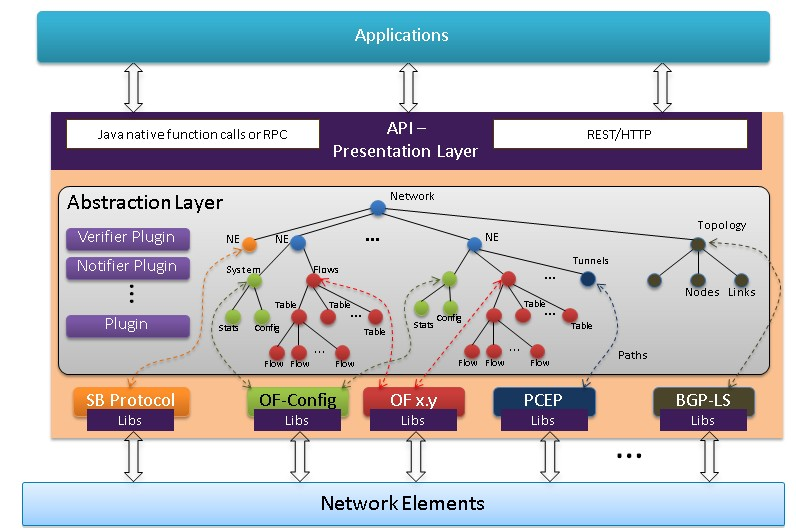 Applications
Java native function calls or RPC
API –
Presentation Layer
REST/HTTP
Abstraction Layer
Network
Verifier Plugin
NE
NE
...
NE
Topology
Notifier Plugin
System
Flows
...
Tunnels
Table
Table
...
Table
Nodes
Links
Stats
Config
Stats
Config
Table
...
Table
Plugin
Flow
Flow
...
Flow
Flow
Flow
...
Flow
Paths
SB Protocol
OF-Config
OF x.y
PCEP
BGP-LS
Libs
Libs
Libs
Libs
Libs
...
Network Elements